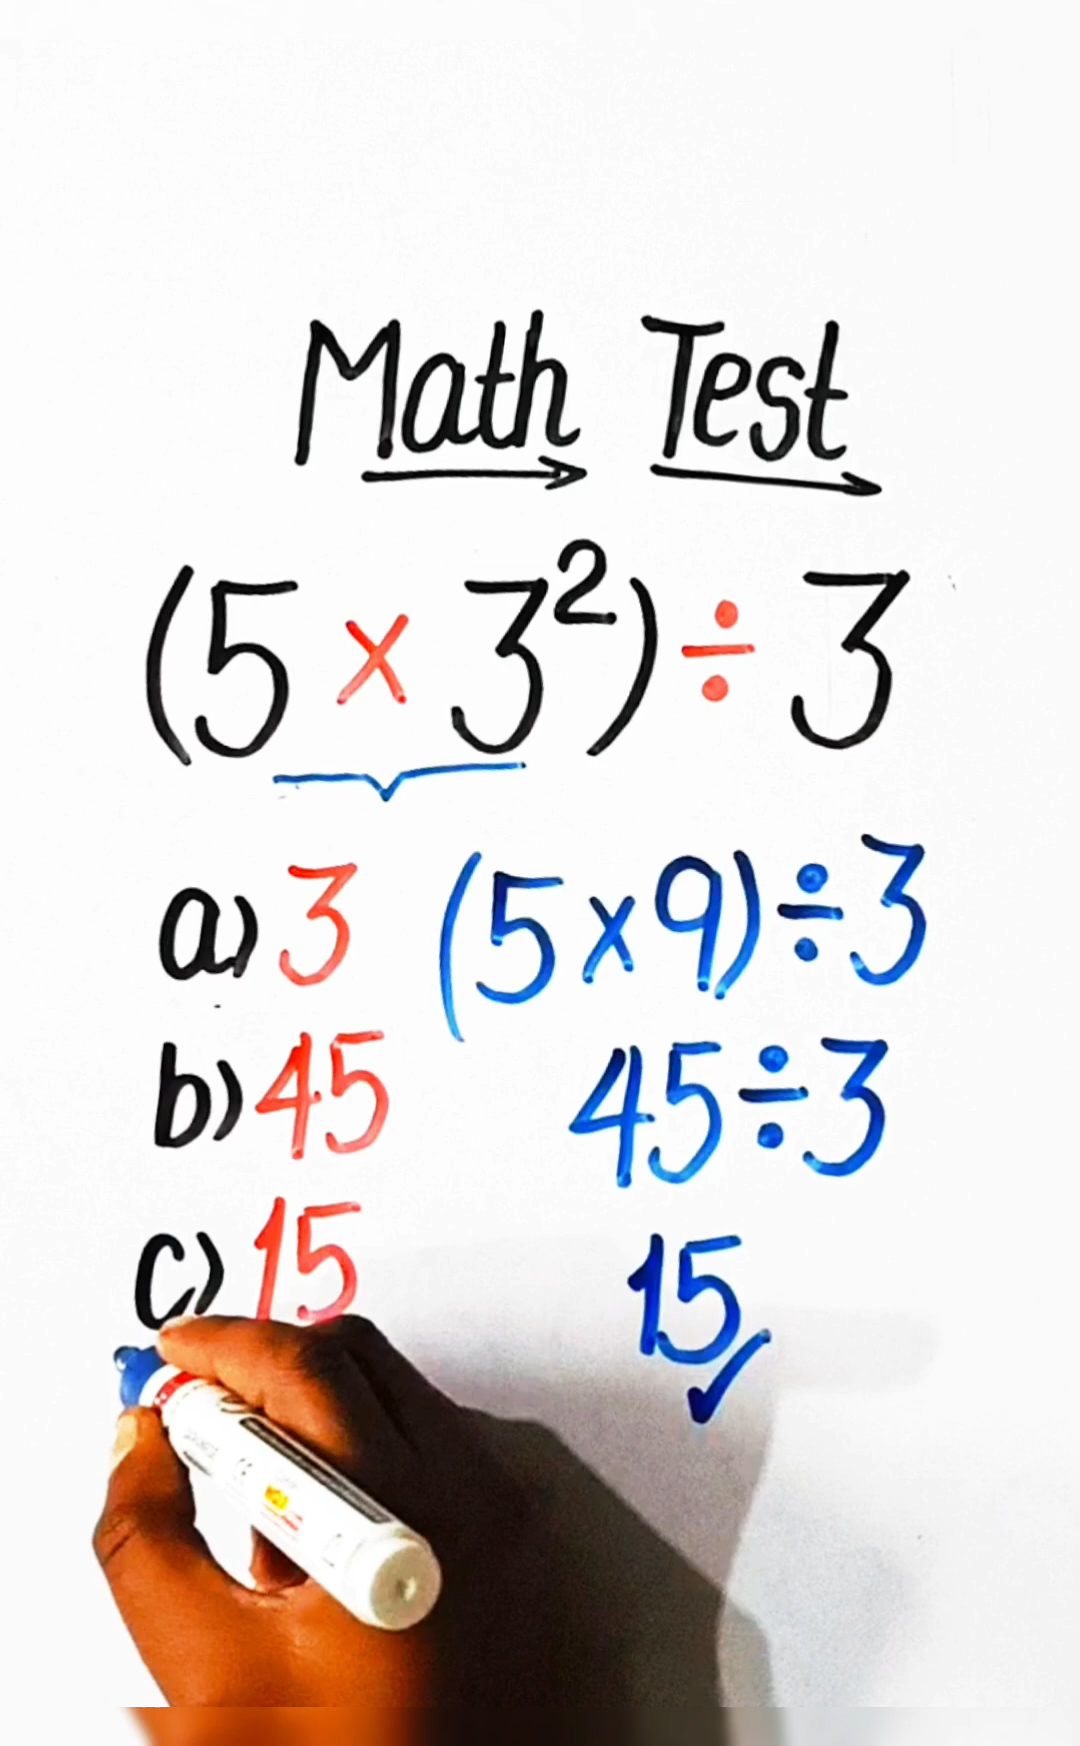 Math Test
(5 × 3²) ÷ 3
a) 3
(5 × 9) ÷ 3
b) 45
45 ÷ 3
c) 15
15 ✓